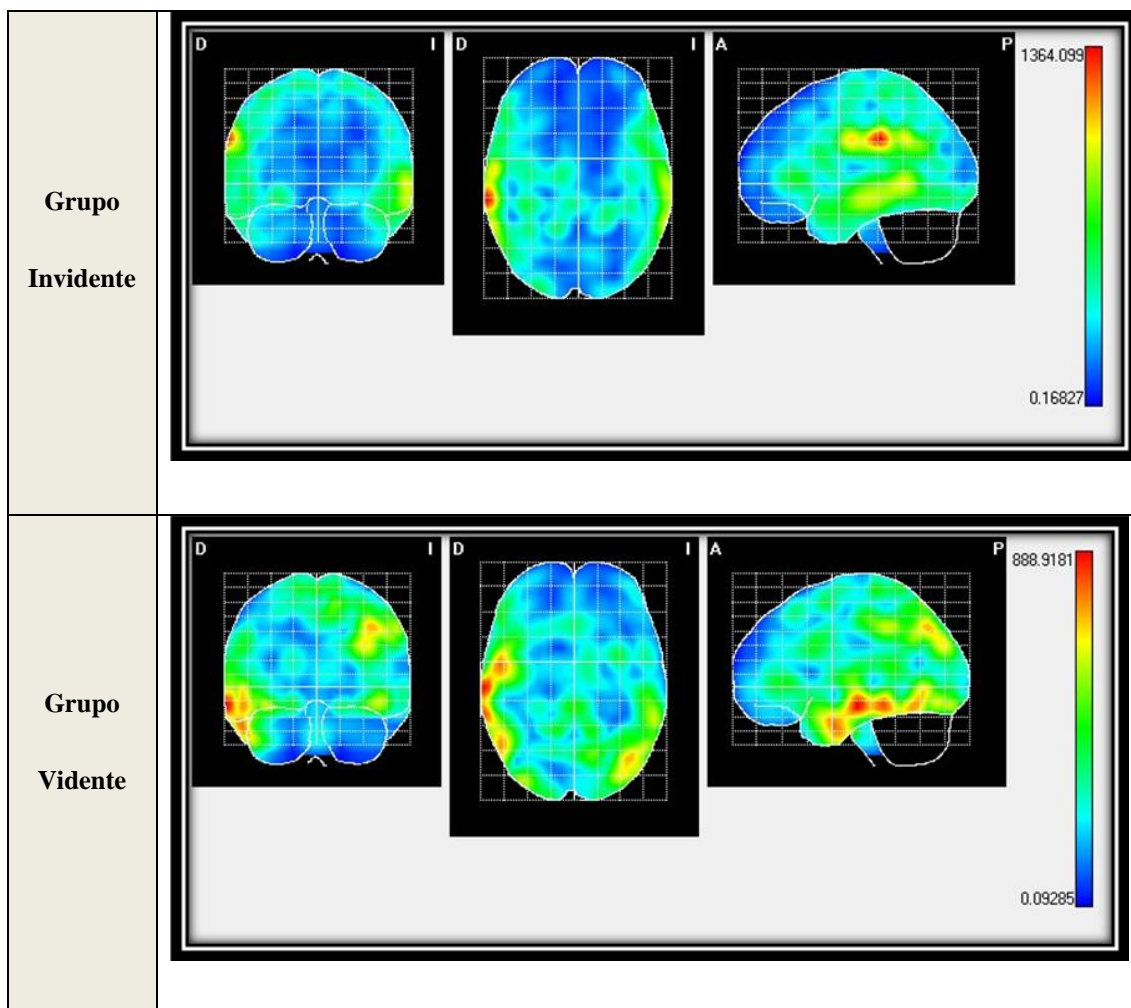 Grupo
Invidente
D I D I A P
1364.099
0.16827
Grupo
Vidente
D I D I A P
888.9181
0.09285